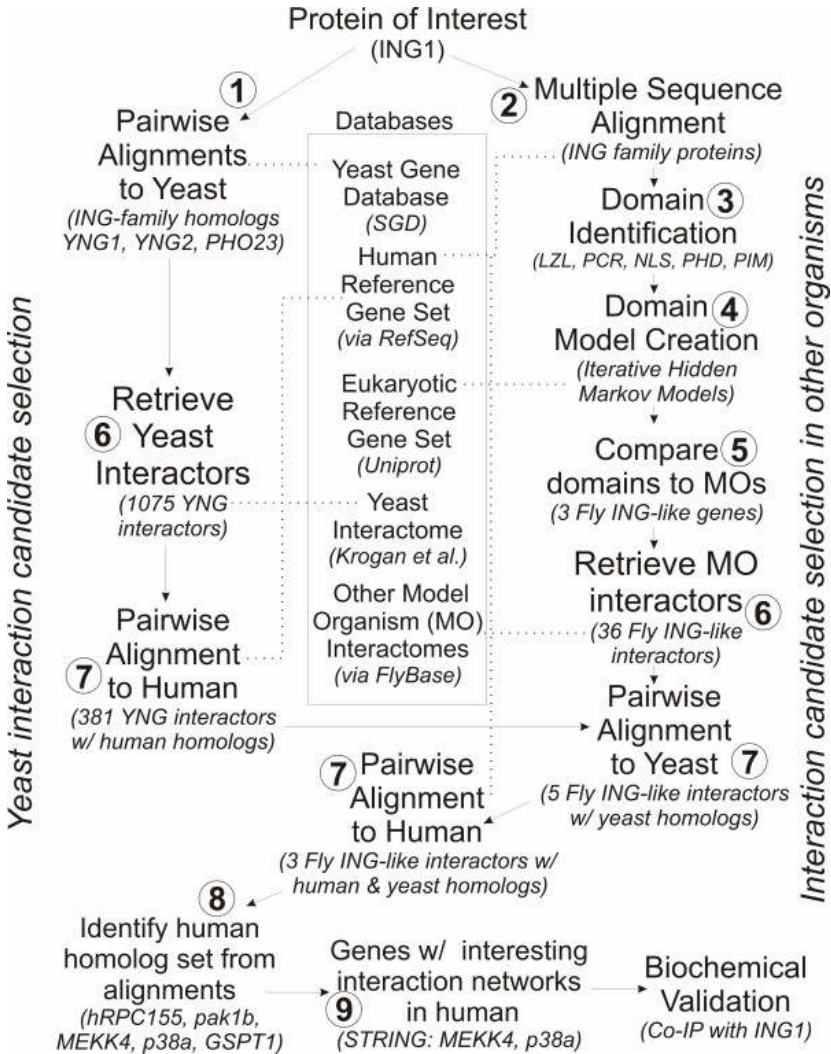 Protein of Interest
(ING1)
1
Pairwise
Alignments
to Yeast
(ING-family homologs
YNG1, YNG2, PHO23)
6
Retrieve
Yeast
Interactors
(1075 YNG
interactors)
7
Pairwise
Alignment
to Human
(381 YNG interactors
w/ human homologs)
Yeast interaction candidate selection
Databases
Yeast Gene
Database
(SGD)
Human
Reference
Gene Set
(via RefSeq)
Eukaryotic
Reference
Gene Set
(Uniprot)
Yeast
Interactome
(Krogan et al.)
Other Model
Organism (MO)
Interactomes
(via FlyBase)
2
Multiple Sequence
Alignment
(ING family proteins)
Domain 3
Identification
(LZL, PCR, NLS, PHD, PIM)
Domain 4
Model Creation
(Iterative Hidden
Markov Models)
Compare 5
domains to MOs
(3 Fly ING-like genes)
Retrieve MO
interactors 6
(36 Fly ING-like
interactors)
Pairwise
Alignment
to Yeast 7
(5 Fly ING-like interactors
w/ yeast homologs)
Interaction candidate selection in other organisms
7 Pairwise
Alignment
to Human
(3 Fly ING-like interactors w/
human & yeast homologs)
8
Identify human
homolog set from
alignments
(hRPC155, pak1b,
MEKK4, p38a, GSPT1)
Genes w/ interesting
interaction networks
9 in human
(STRING: MEKK4, p38a)
Biochemical
Validation
(Co-IP with ING1)